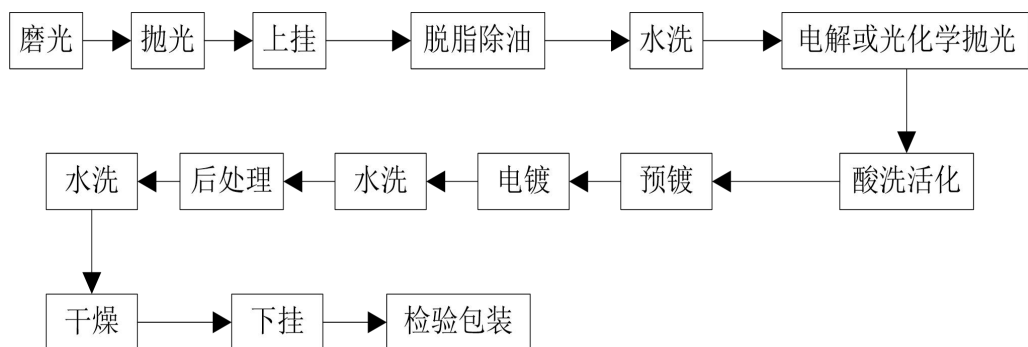 磨光
抛光
上挂
脱脂除油
水洗
电解或光化学抛光
酸洗活化
预镀
电镀
水洗
后处理
水洗
干燥
下挂
检验包装